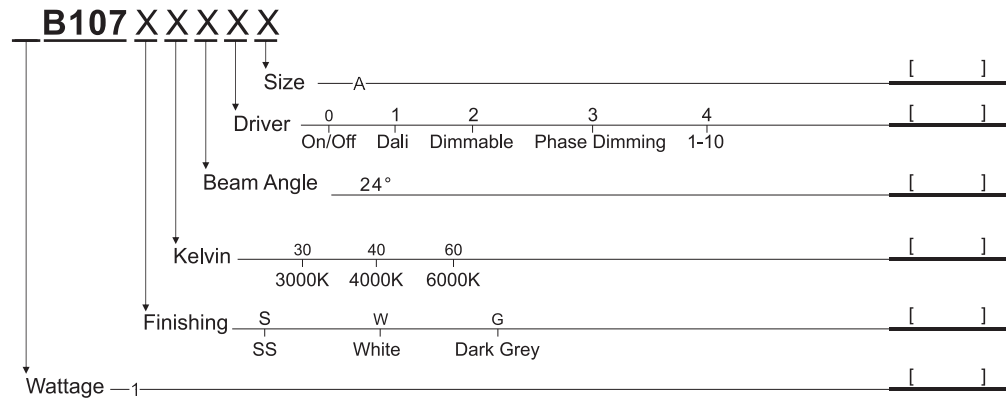 _B107 X X X X X
Size A [ ]
Driver 0 1 2 3 4 [ ]
On/Off Dali Dimmable Phase Dimming 1-10
Beam Angle 24° [ ]
Kelvin 30 40 60 [ ]
3000K 4000K 6000K
Finishing S W G [ ]
SS White Dark Grey
Wattage 1 [ ]